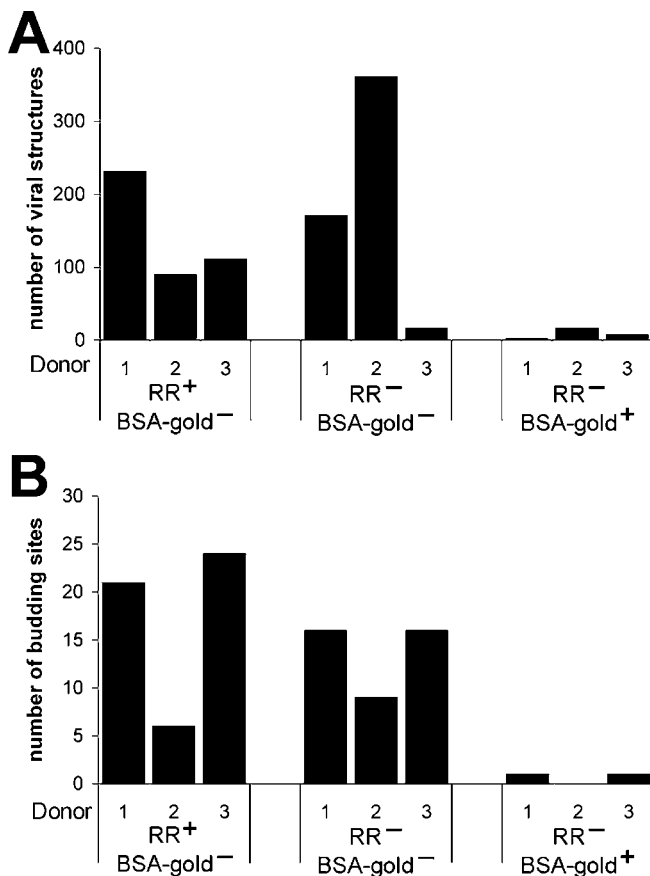 A
number of viral structures
400
300
200
100
0
Donor 1 2 3 1 2 3 1 2 3
RR+ RR− RR−
BSA-gold− BSA-gold− BSA-gold+
B
number of budding sites
30
25
20
15
10
5
0
Donor 1 2 3 1 2 3 1 2 3
RR+ RR− RR−
BSA-gold− BSA-gold− BSA-gold+